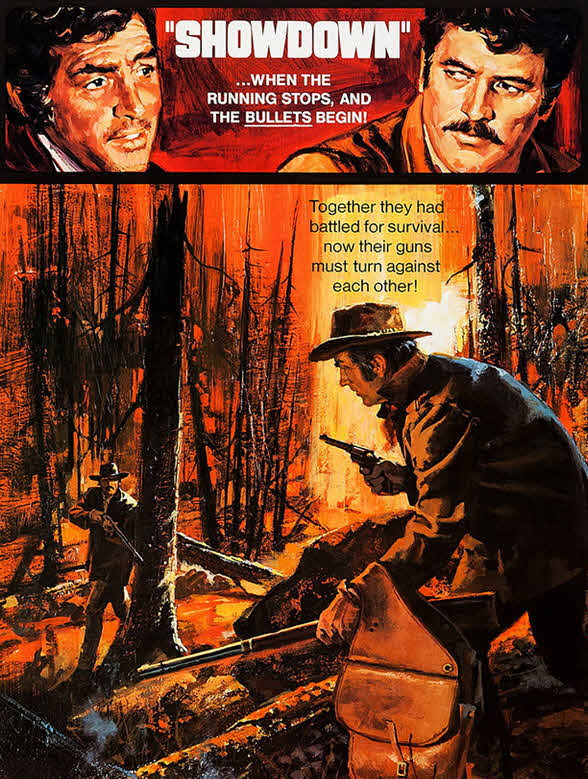 "SHOWDOWN"
...WHEN THE
RUNNING STOPS, AND
THE BULLETS BEGIN!
Together they had
battled for survival...
now their guns
must turn against
each other!